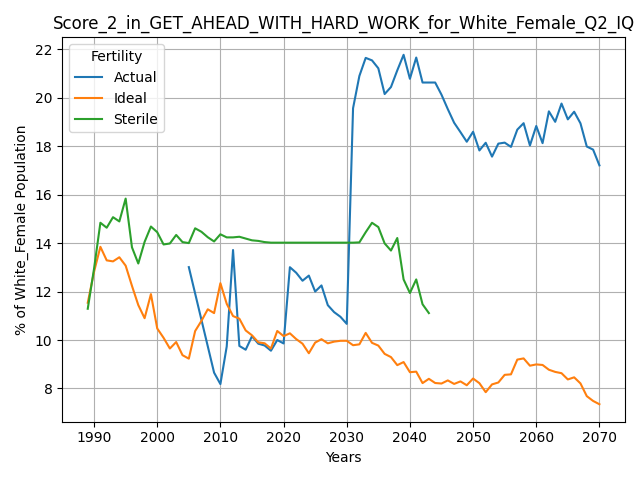 Score_2_in_GET_AHEAD_WITH_HARD_WORK_for_White_Female_Q2_IQ
Fertility
Actual
Ideal
Sterile
% of White_Female Population
22
20
18
16
14
12
10
8
1990 2000 2010 2020 2030 2040 2050 2060 2070
Years